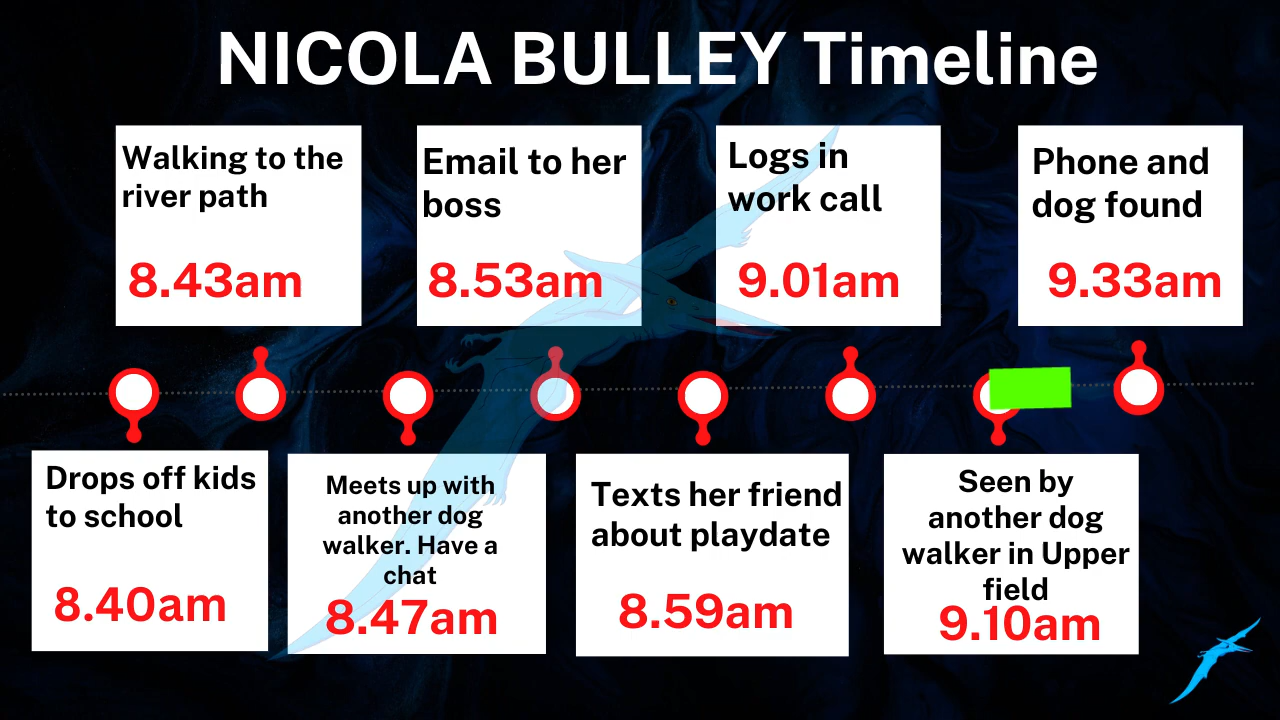 NICOLA BULLEY Timeline
Walking to the
river path
8.43am
Email to her
boss
8.53am
Logs in
work call
9.01am
Phone and
dog found
9.33am
Drops off kids
to school
8.40am
Meets up with
another dog
walker. Have a
chat
8.47am
Texts her friend
about playdate
8.59am
Seen by
another dog
walker in Upper
field
9.10am